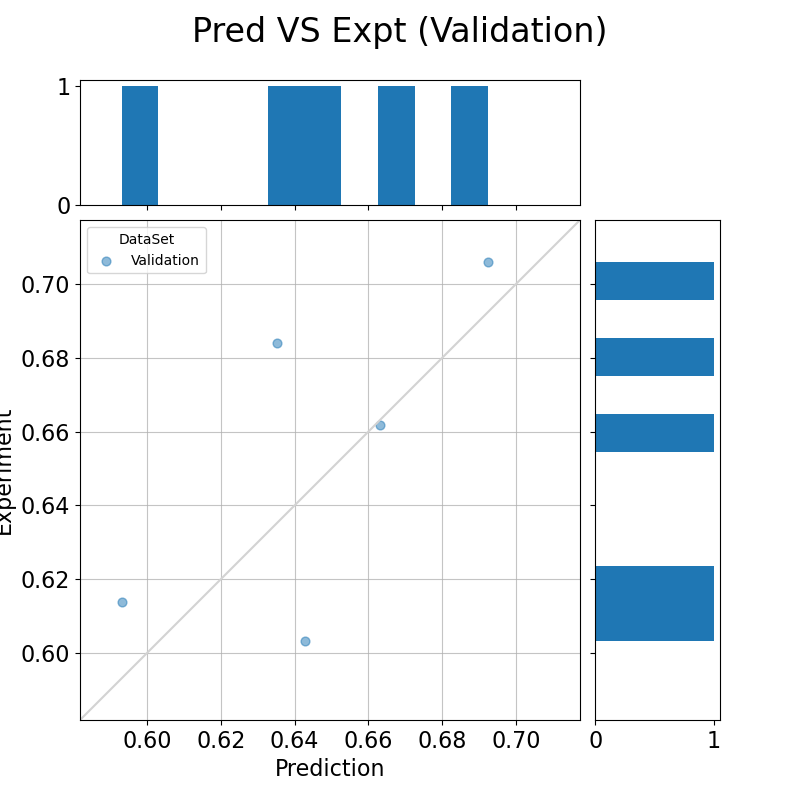 Pred VS Expt (Validation)
1
0
DataSet
Validation
0.70
0.68
0.66
0.64
0.62
0.60
Experiment
0.60 0.62 0.64 0.66 0.68 0.70
Prediction
0 1